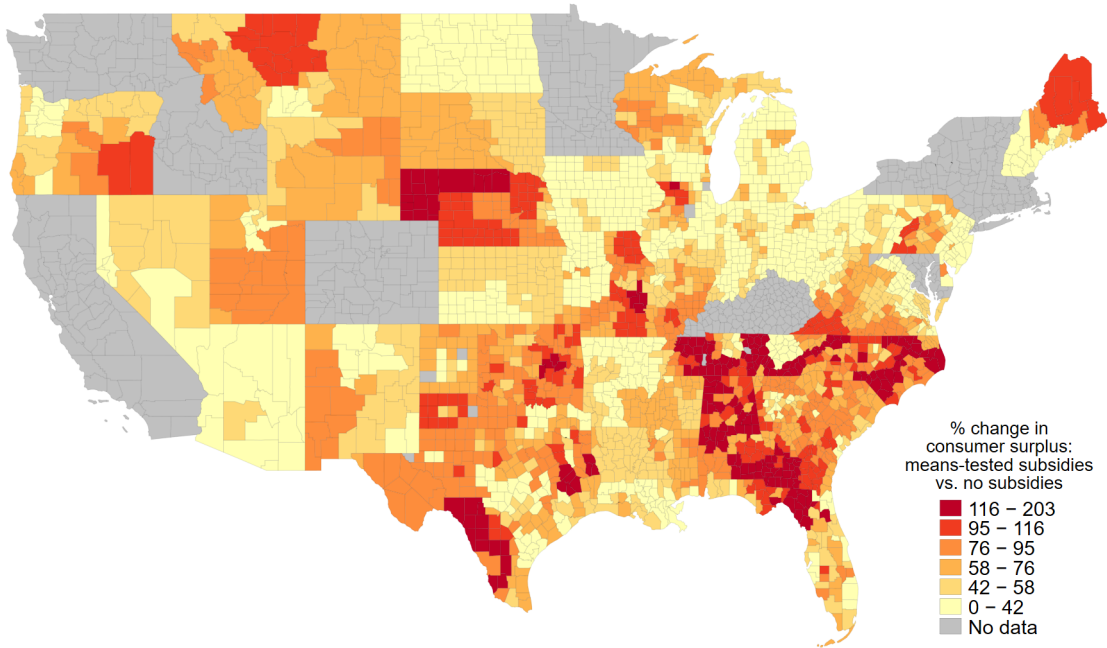 % change in
consumer surplus:
means-tested subsidies
vs. no subsidies
116 − 203
95 − 116
76 − 95
58 − 76
42 − 58
0 − 42
No data